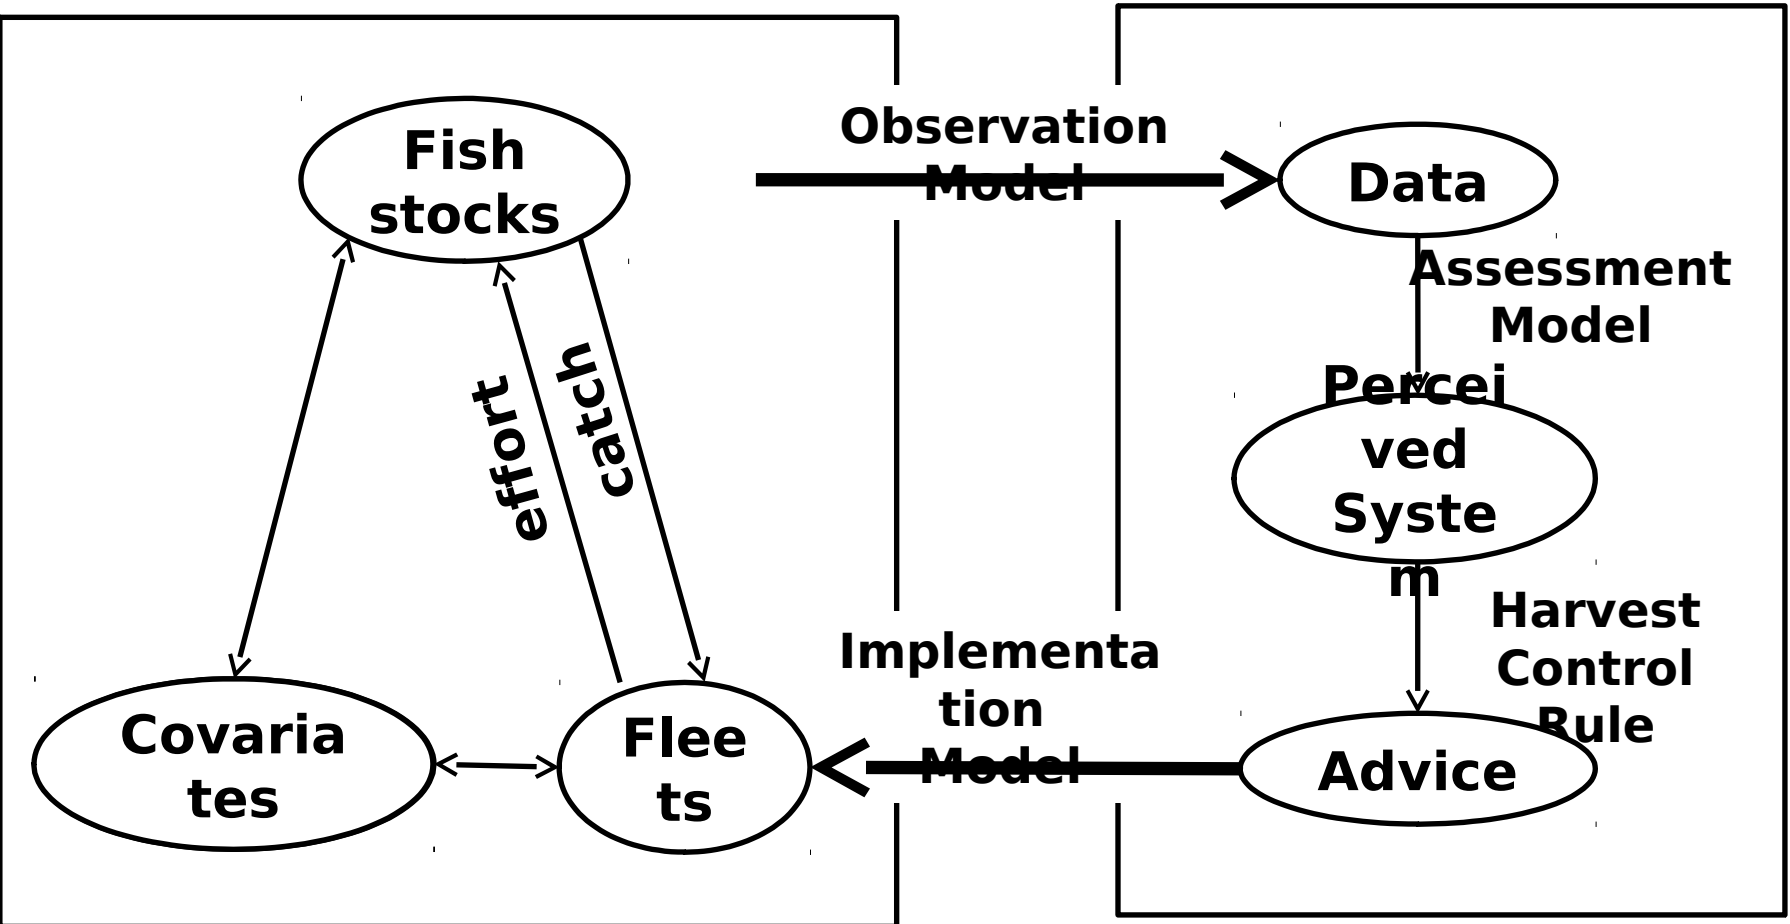 Fish
stocks
Observation
Model
Data
Assessment
Model
effort
catch
Percei
ved
Syste
m
Harvest
Control
Rule
Implementa
tion
Model
Covaria
tes
Flee
ts
Advice